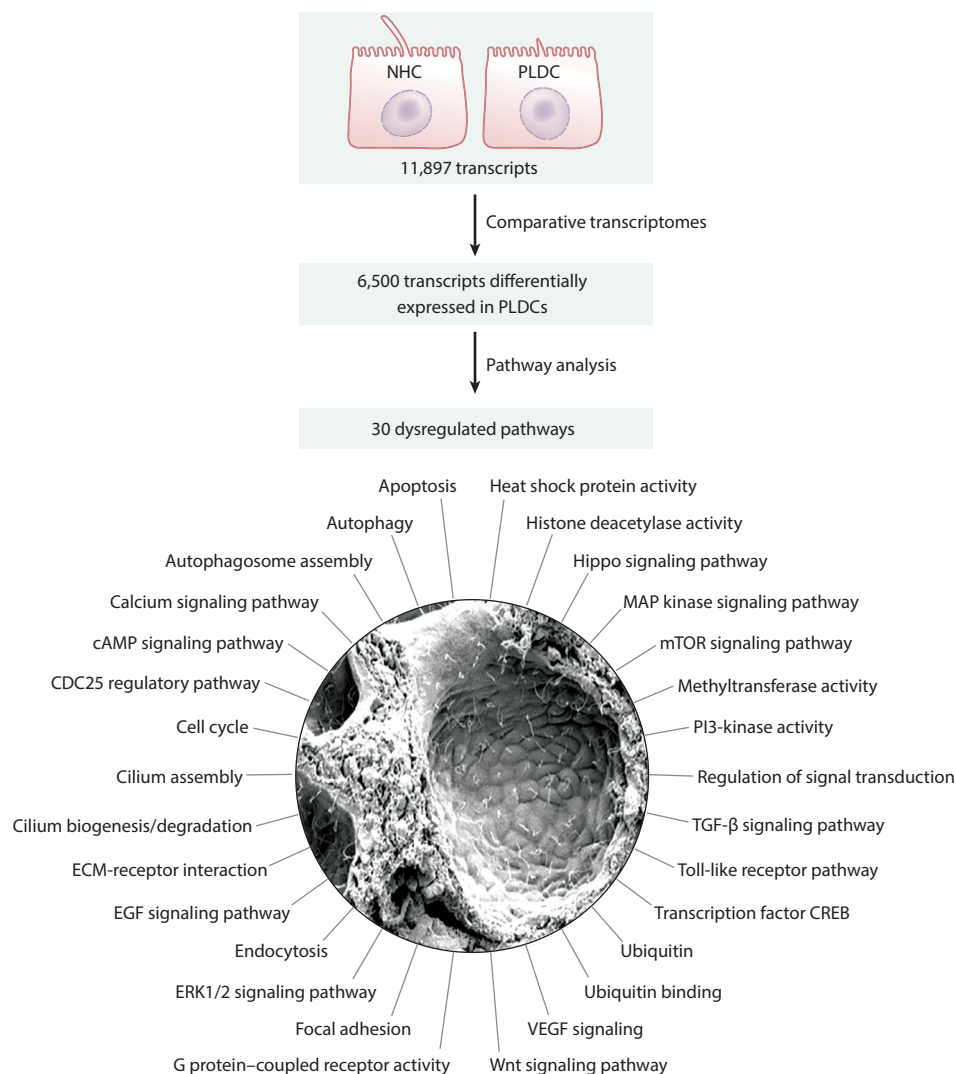 NHC
PLDC
11,897 transcripts
Comparative transcriptomes
6,500 transcripts differentially
expressed in PLDCs
Pathway analysis
30 dysregulated pathways
Apoptosis
Autophagy
Autophagosome assembly
Calcium signaling pathway
cAMP signaling pathway
CDC25 regulatory pathway
Cell cycle
Cilium assembly
Cilium biogenesis/degradation
ECM-receptor interaction
EGF signaling pathway
Endocytosis
ERK1/2 signaling pathway
Focal adhesion
G protein–coupled receptor activity
Heat shock protein activity
Histone deacetylase activity
Hippo signaling pathway
MAP kinase signaling pathway
mTOR signaling pathway
Methyltransferase activity
PI3-kinase activity
Regulation of signal transduction
TGF-β signaling pathway
Toll-like receptor pathway
Transcription factor CREB
Ubiquitin
Ubiquitin binding
VEGF signaling
Wnt signaling pathway